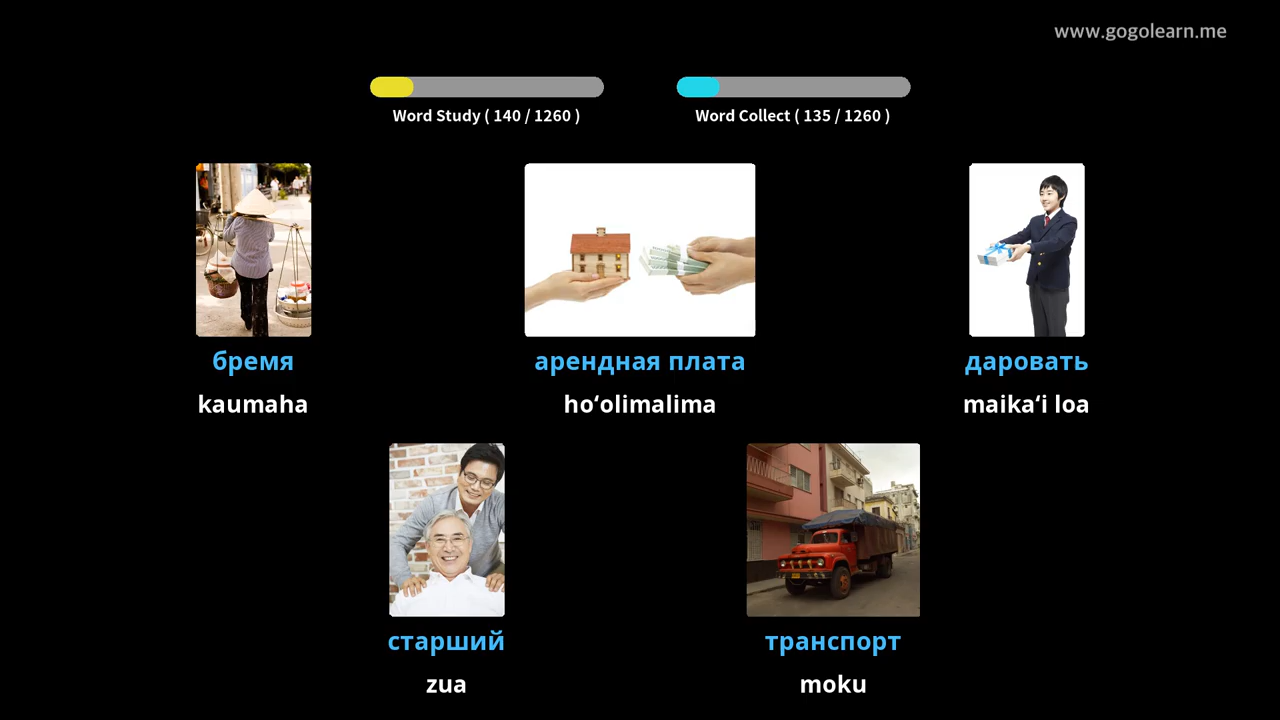 www.gogolearn.me
Word Study ( 140 / 1260 )
Word Collect ( 135 / 1260 )
бремя
арендная плата
даровать
kaumaha
hoʻolimalima
maikaʻi loa
старший
транспорт
zua
moku